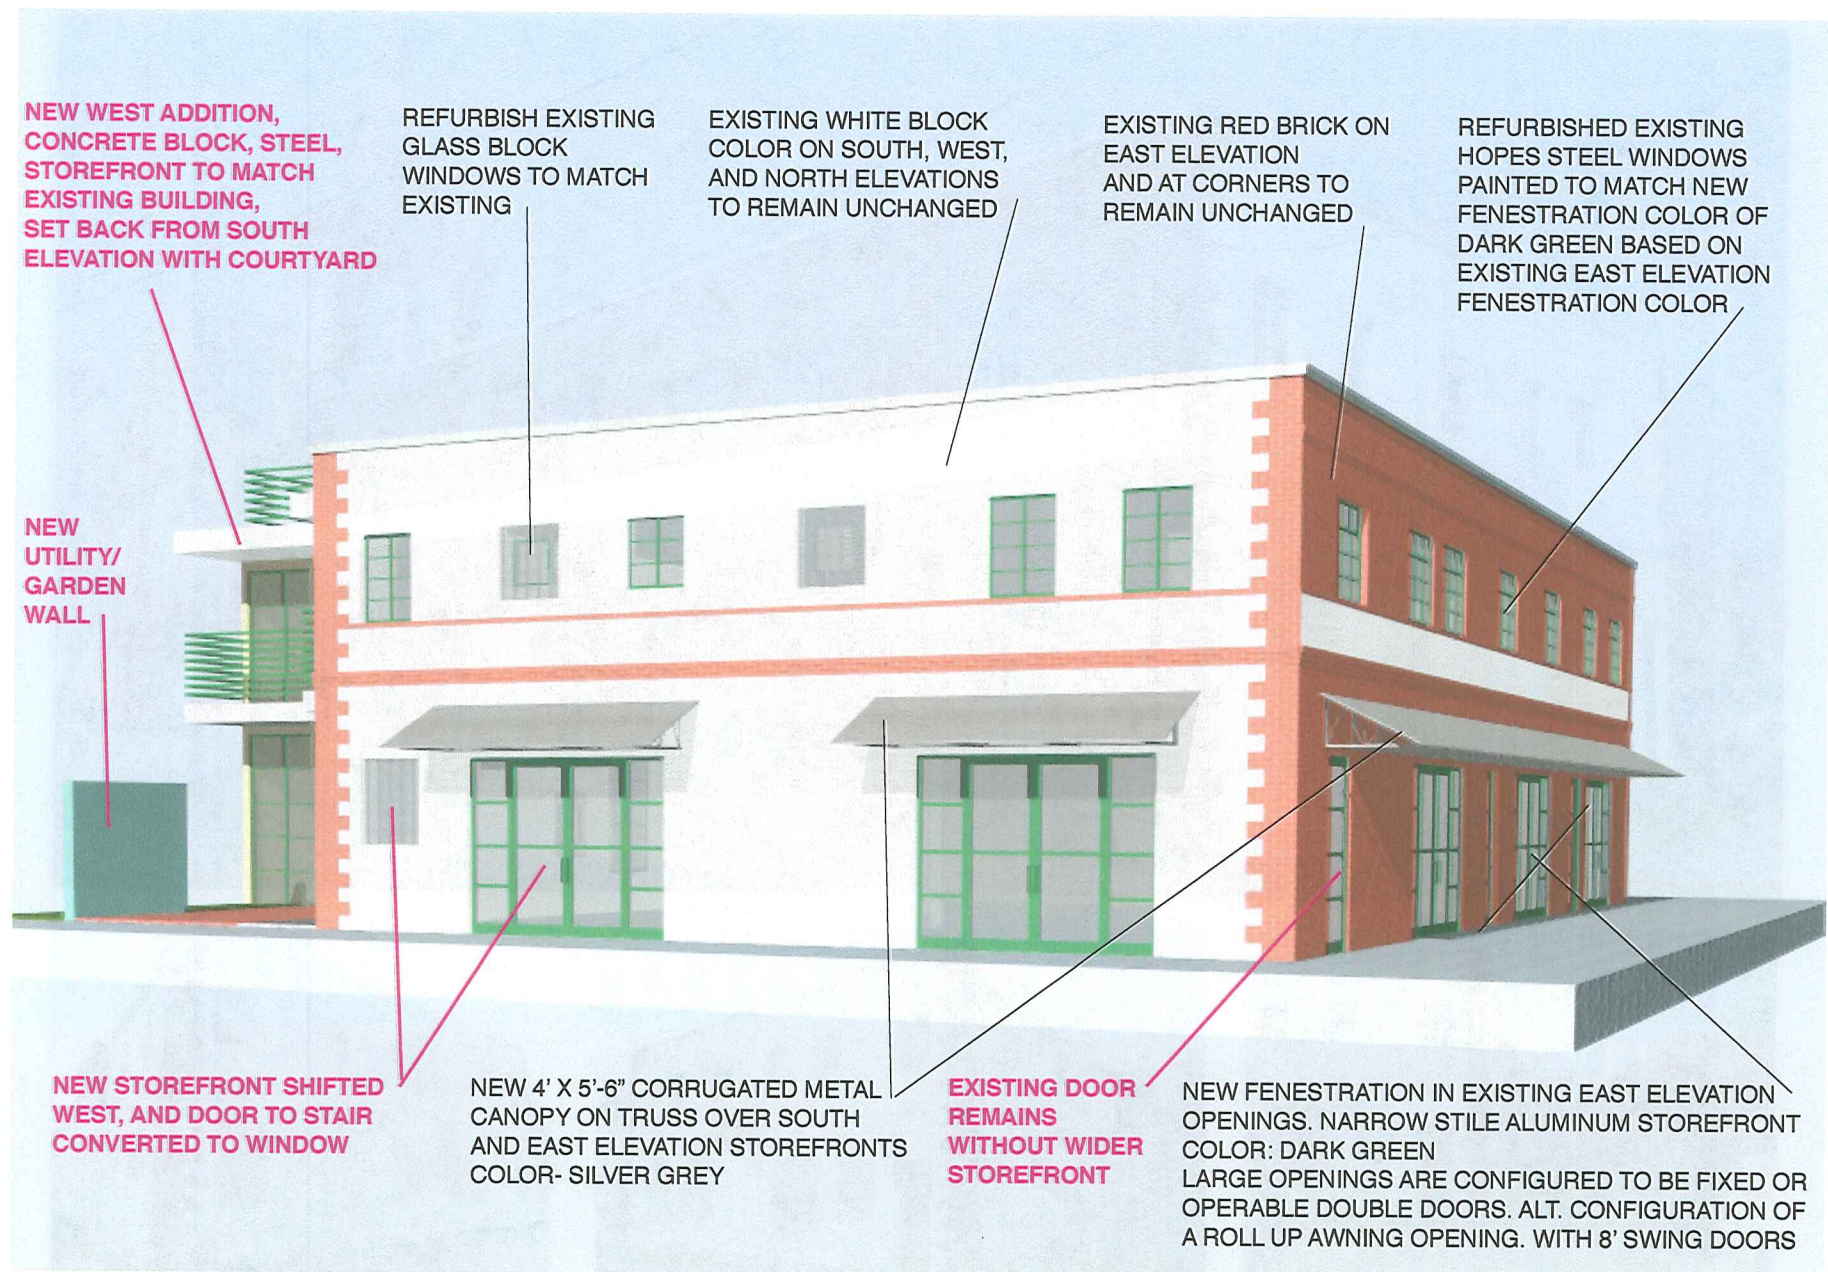 NEW WEST ADDITION,
CONCRETE BLOCK, STEEL,
STOREFRONT TO MATCH
EXISTING BUILDING,
SET BACK FROM SOUTH
ELEVATION WITH COURTYARD
REFURBISH EXISTING
GLASS BLOCK
WINDOWS TO MATCH
EXISTING
EXISTING WHITE BLOCK
COLOR ON SOUTH, WEST,
AND NORTH ELEVATIONS
TO REMAIN UNCHANGED
EXISTING RED BRICK ON
EAST ELEVATION
AND AT CORNERS TO
REMAIN UNCHANGED
REFURBISHED EXISTING
HOPES STEEL WINDOWS
PAINTED TO MATCH NEW
FENESTRATION COLOR OF
DARK GREEN BASED ON
EXISTING EAST ELEVATION
FENESTRATION COLOR
NEW
UTILITY/
GARDEN
WALL
NEW STOREFRONT SHIFTED
WEST, AND DOOR TO STAIR
CONVERTED TO WINDOW
NEW 4' X 5'-6" CORRUGATED METAL
CANOPY ON TRUSS OVER SOUTH
AND EAST ELEVATION STOREFRONTS
COLOR- SILVER GREY
EXISTING DOOR
REMAINS
WITHOUT WIDER
STOREFRONT
NEW FENESTRATION IN EXISTING EAST ELEVATION
OPENINGS. NARROW STILE ALUMINUM STOREFRONT
COLOR: DARK GREEN
LARGE OPENINGS ARE CONFIGURED TO BE FIXED OR
OPERABLE DOUBLE DOORS. ALT. CONFIGURATION OF
A ROLL UP AWNING OPENING. WITH 8' SWING DOORS